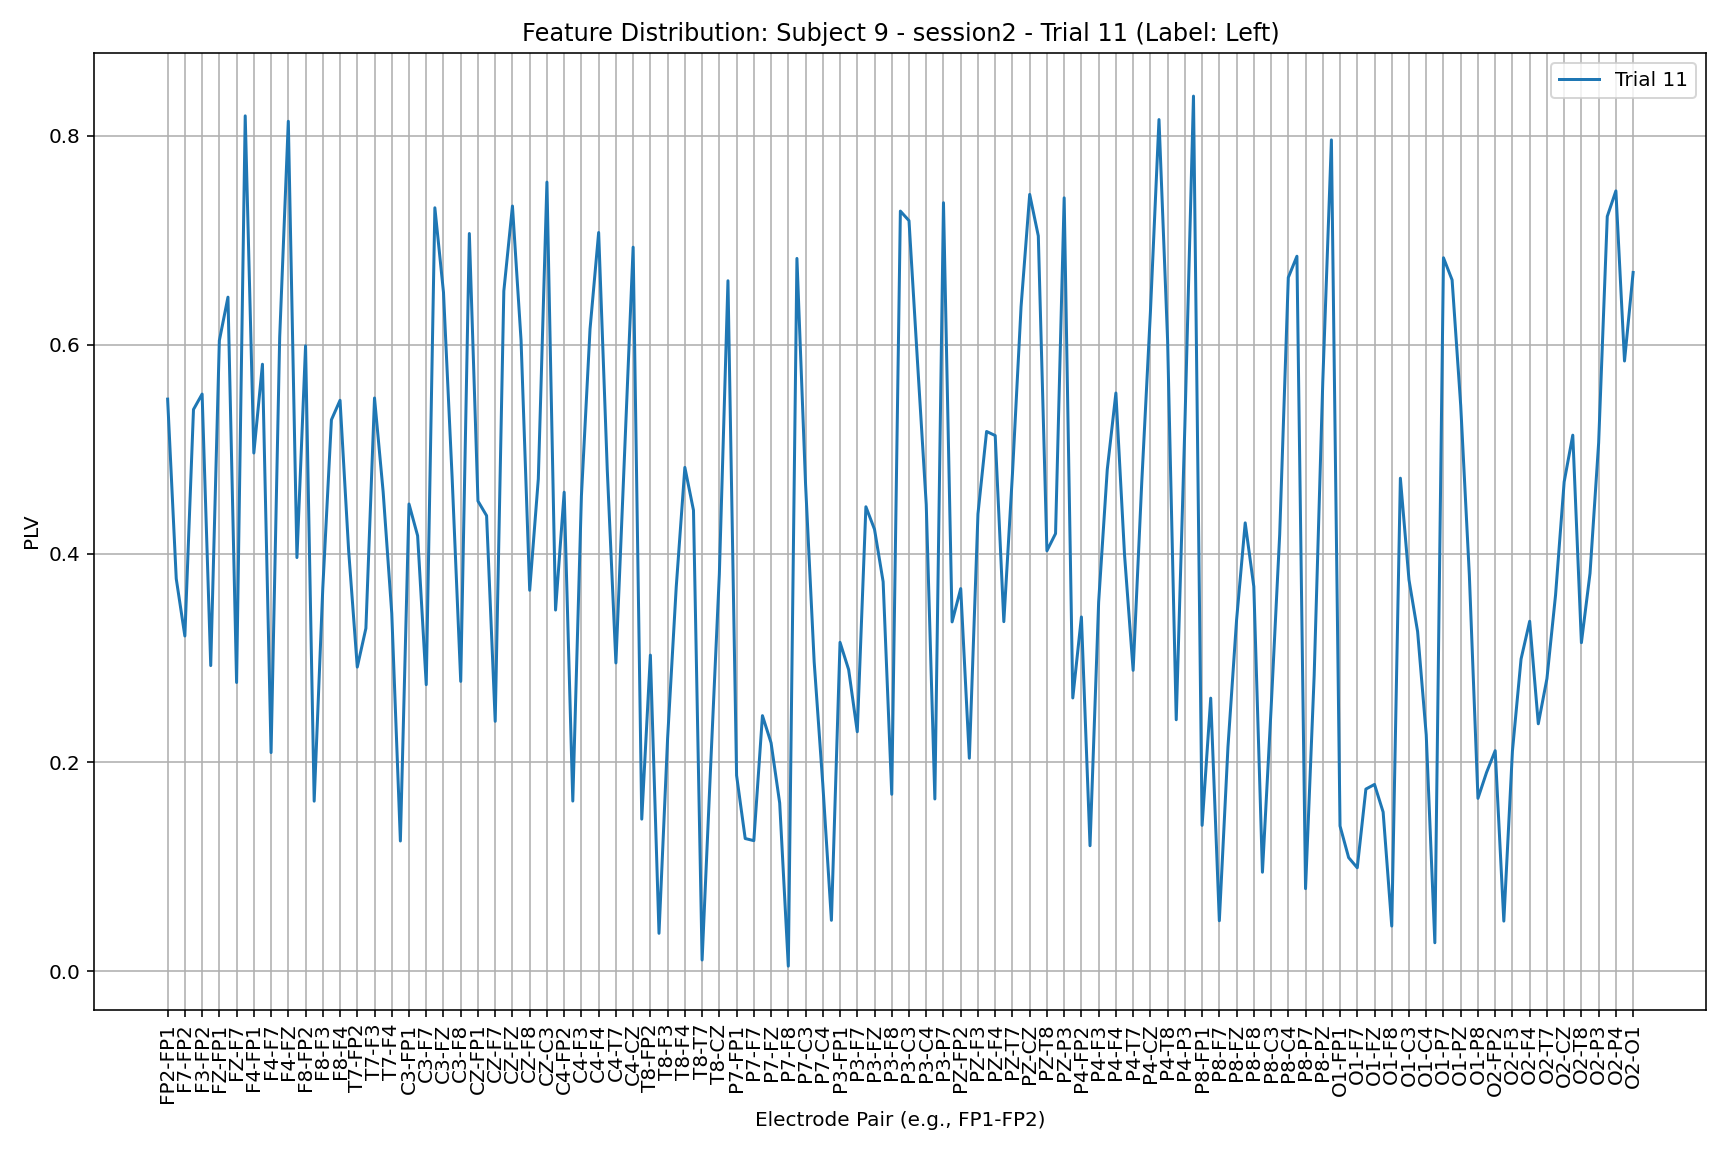 Feature Distribution: Subject 9 - session2 - Trial 11 (Label: Left)
Trial 11
PLV
0.8
0.6
0.4
0.2
0.0
FP2-FP1
F7-FP2
F3-FP2
FZ-FP1
FZ-F7
F4-FP1
F4-F7
F4-FZ
F8-FP2
F8-F3
F8-F4
T7-FP2
T7-F3
T7-F4
C3-FP1
C3-F7
C3-FZ
C3-F8
CZ-FP1
CZ-F7
CZ-FZ
CZ-F8
CZ-C3
C4-FP2
C4-F3
C4-F4
C4-T7
C4-CZ
T8-FP2
T8-F3
T8-F4
T8-T7
T8-CZ
P7-FP1
P7-F7
P7-FZ
P7-F8
P7-C3
P7-C4
P3-FP1
P3-F7
P3-FZ
P3-F8
P3-C3
P3-C4
P3-P7
PZ-FP2
PZ-F3
PZ-F4
PZ-T7
PZ-CZ
PZ-T8
PZ-P3
P4-FP2
P4-F3
P4-F4
P4-T7
P4-CZ
P4-T8
P4-P3
P8-FP1
P8-F7
P8-FZ
P8-F8
P8-C3
P8-C4
P8-P7
P8-PZ
O1-FP1
O1-F7
O1-FZ
O1-F8
O1-C3
O1-C4
O1-P7
O1-PZ
O1-P8
O2-FP2
O2-F3
O2-F4
O2-T7
O2-CZ
O2-T8
O2-P3
O2-P4
O2-O1
Electrode Pair (e.g., FP1-FP2)